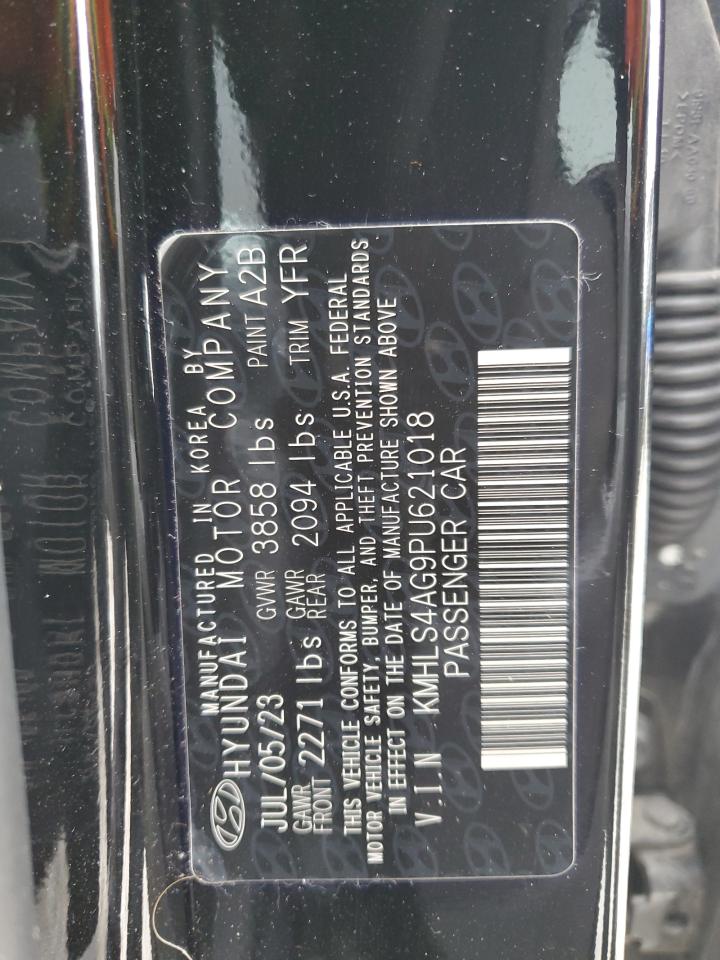 MANUFACTURED IN KOREA BY
HYUNDAI MOTOR COMPANY
JUL/05/23 GVWR 3858 lbs PAINT A2B
GAWR FRONT 2271 lbs GAWR REAR 2094 lbs TRIM YFR
THIS VEHICLE CONFORMS TO ALL APPLICABLE U.S.A. FEDERAL
MOTOR VEHICLE SAFETY, BUMPER, AND THEFT PREVENTION STANDARDS
IN EFFECT ON THE DATE OF MANUFACTURE SHOWN ABOVE
V.I.N KMHLS4AG9PU621018
PASSENGER CAR